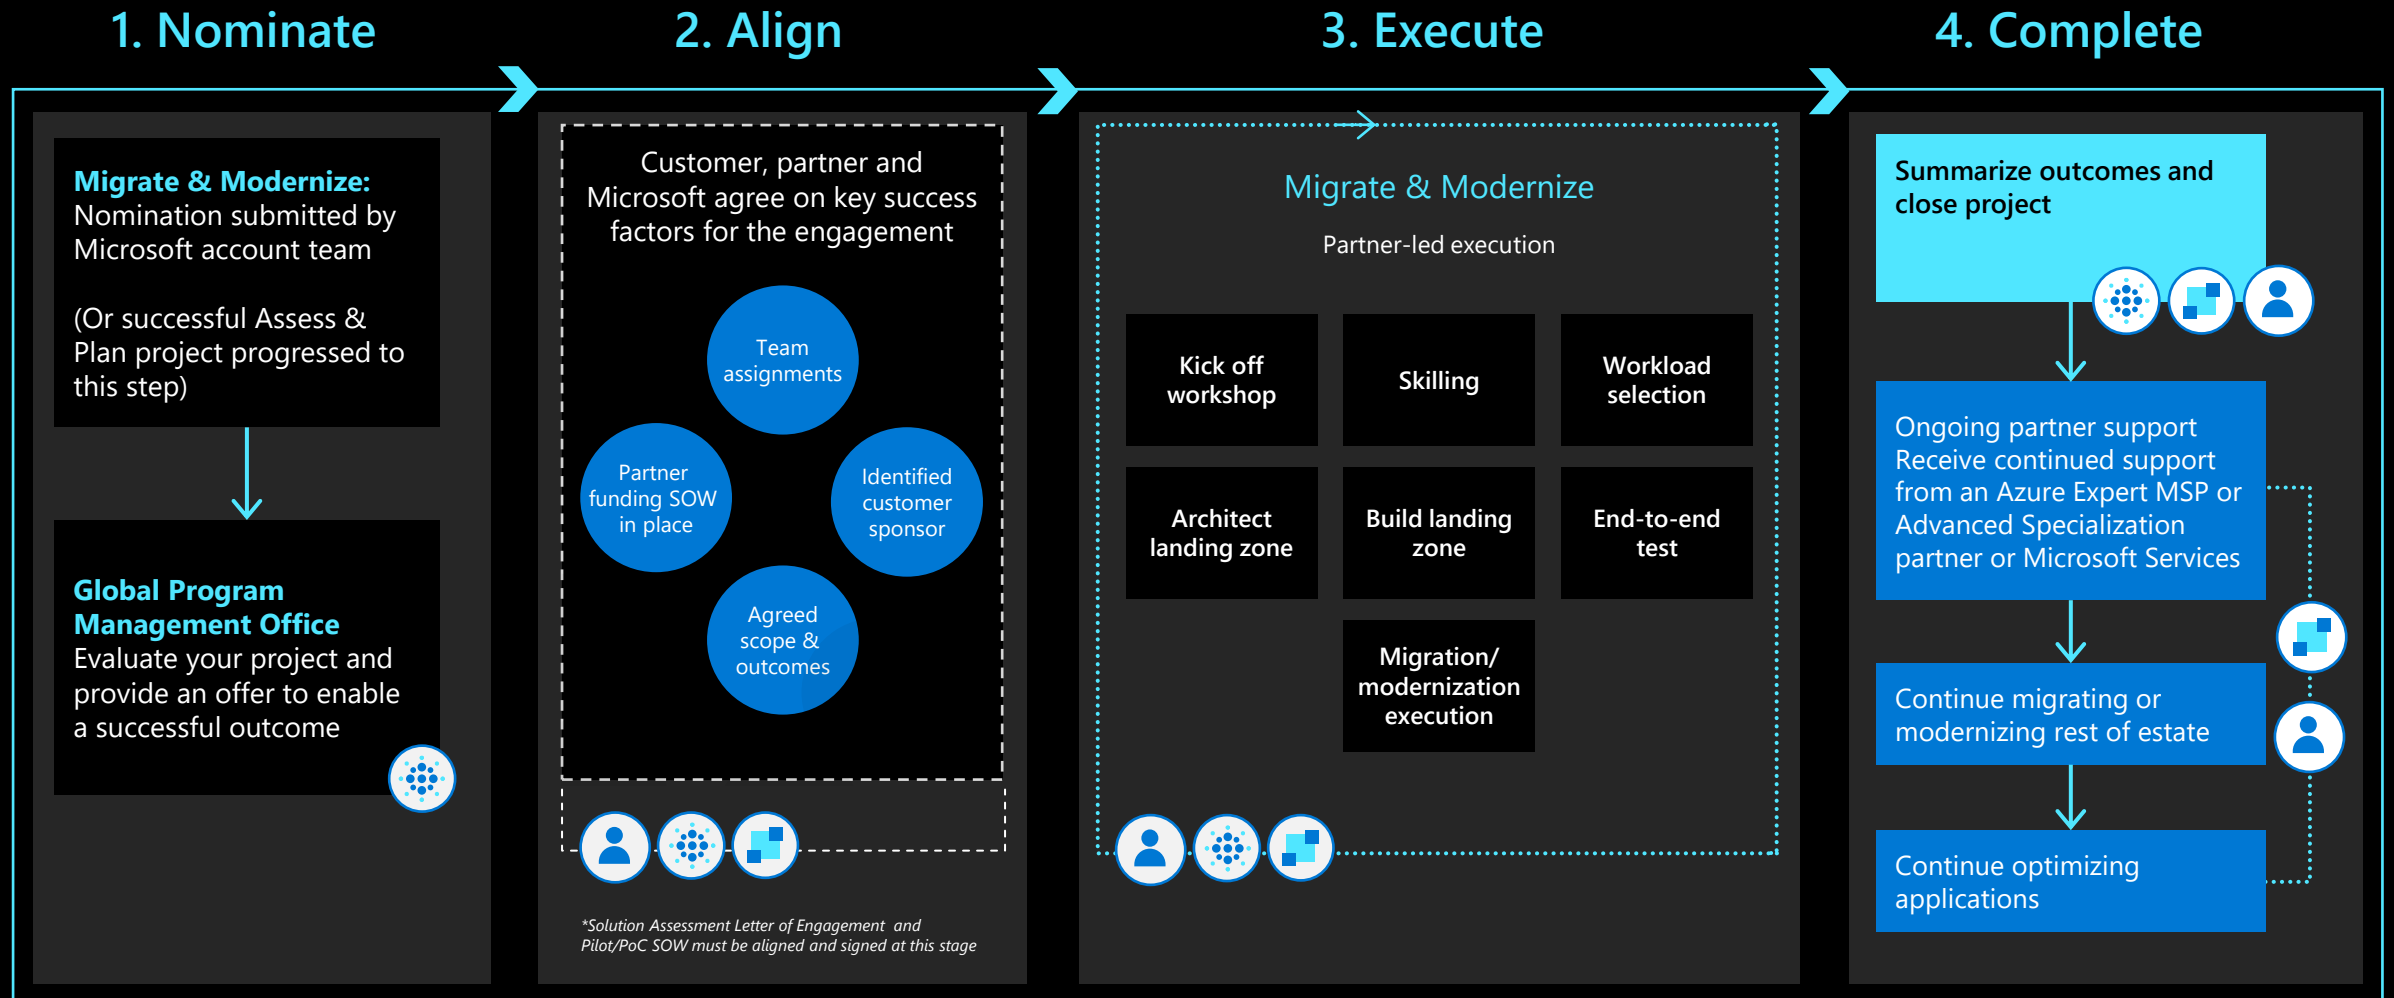 1. Nominate
2. Align
3. Execute
4. Complete
Migrate & Modernize:
Nomination submitted by
Microsoft account team
(Or successful Assess &
Plan project progressed to
this step)
Global Program
Management Office
Evaluate your project and
provide an offer to enable
a successful outcome
Customer, partner and
Microsoft agree on key success
factors for the engagement
Team
assignments
Partner
funding SOW
in place
Identified
customer
sponsor
Agreed
scope &
outcomes
*Solution Assessment Letter of Engagement and
Pilot/PoC SOW must be aligned and signed at this stage
Migrate & Modernize
Partner-led execution
Kick off
workshop
Skilling
Workload
selection
Architect
landing zone
Build landing
zone
End-to-end
test
Migration/
modernization
execution
Summarize outcomes and
close project
Ongoing partner support
Receive continued support
from an Azure Expert MSP or
Advanced Specialization
partner or Microsoft Services
Continue migrating or
modernizing rest of estate
Continue optimizing
applications